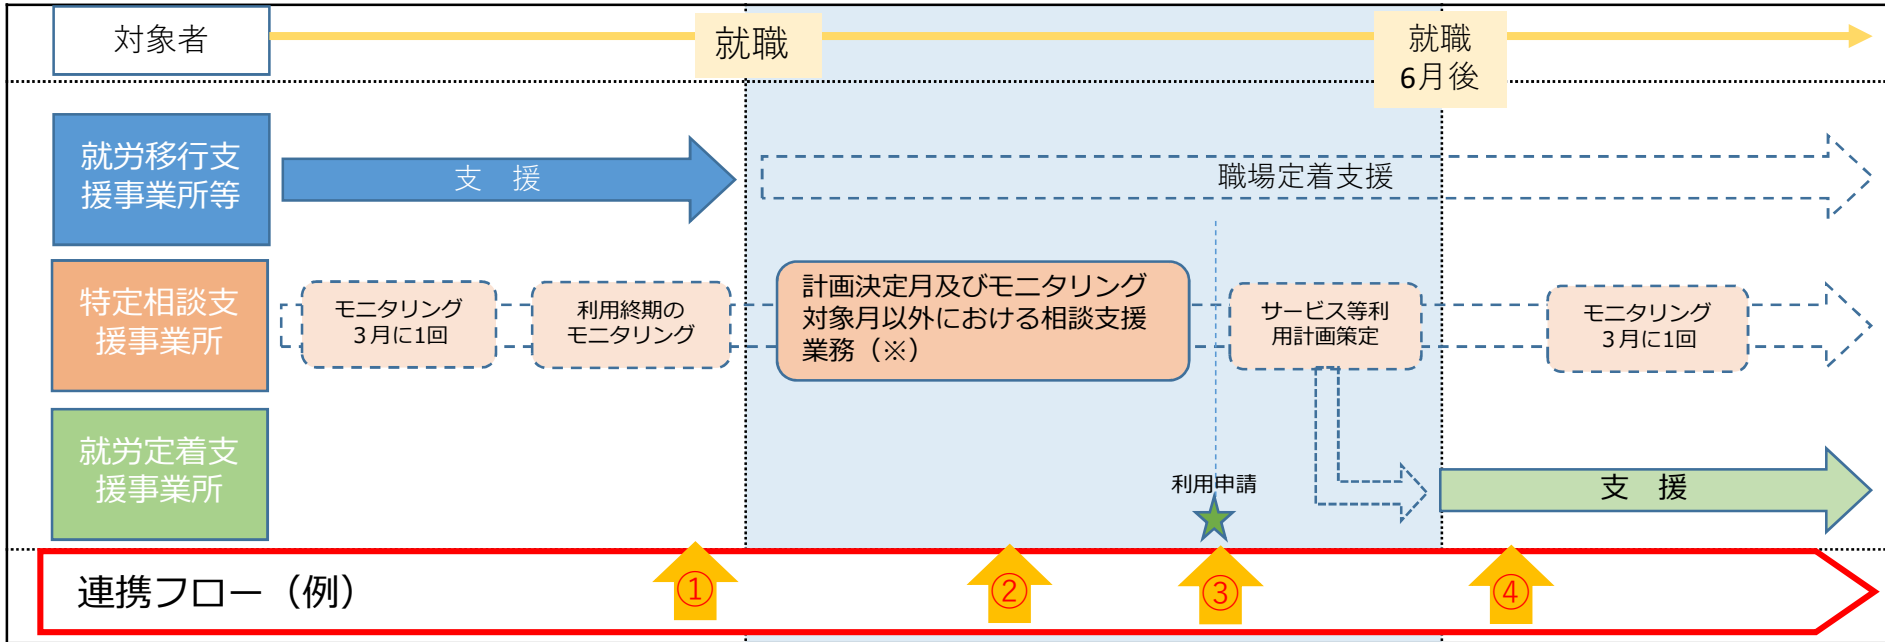 対象者
就職
就職
6月後
就労移行支
援事業所等
支　援
職場定着支援
特定相談支
援事業所
モニタリング
３月に1回
利用終期の
モニタリング
計画決定月及びモニタリング
対象月以外における相談支援
業務（※）
サービス等利
用計画策定
モニタリング
３月に1回
就労定着支
援事業所
利用申請
支　援
連携フロー（例）
①
②
③
④